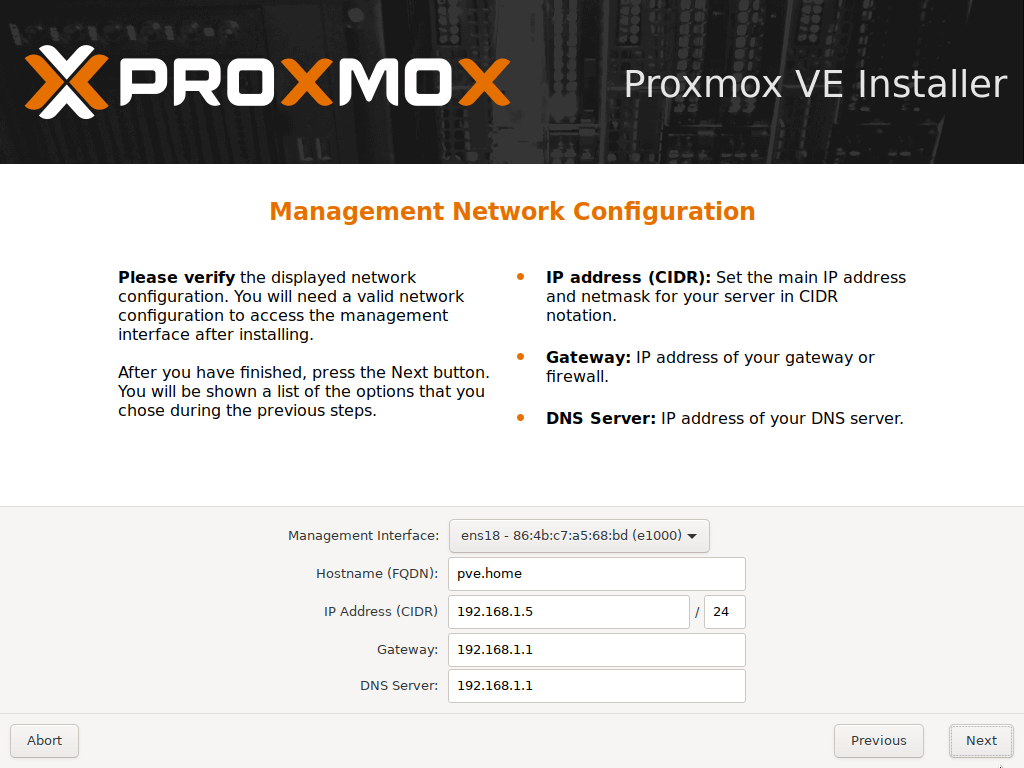 PROXMOX
Proxmox VE Installer
Management Network Configuration
Please verify the displayed network
configuration. You will need a valid network
configuration to access the management
interface after installing.
After you have finished, press the Next button.
You will be shown a list of the options that you
chose during the previous steps.
IP address (CIDR): Set the main IP address
and netmask for your server in CIDR
notation.
Gateway: IP address of your gateway or
firewall.
DNS Server: IP address of your DNS server.
Management Interface: ens18 - 86:4b:c7:a5:68:bd (e1000)
Hostname (FQDN): pve.home
IP Address (CIDR) 192.168.1.5 / 24
Gateway: 192.168.1.1
DNS Server: 192.168.1.1
Abort Previous Next